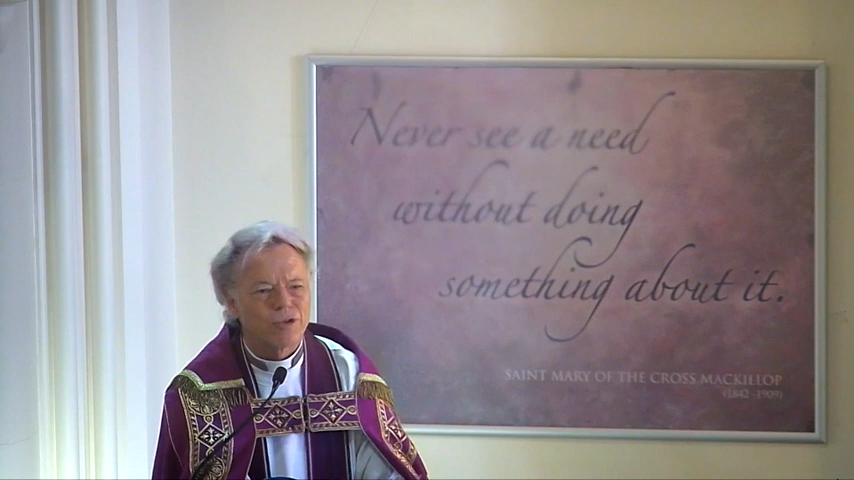 Never see a need
without doing
something about it.
SAINT MARY OF THE CROSS MACKILLOP
(1842-1909)